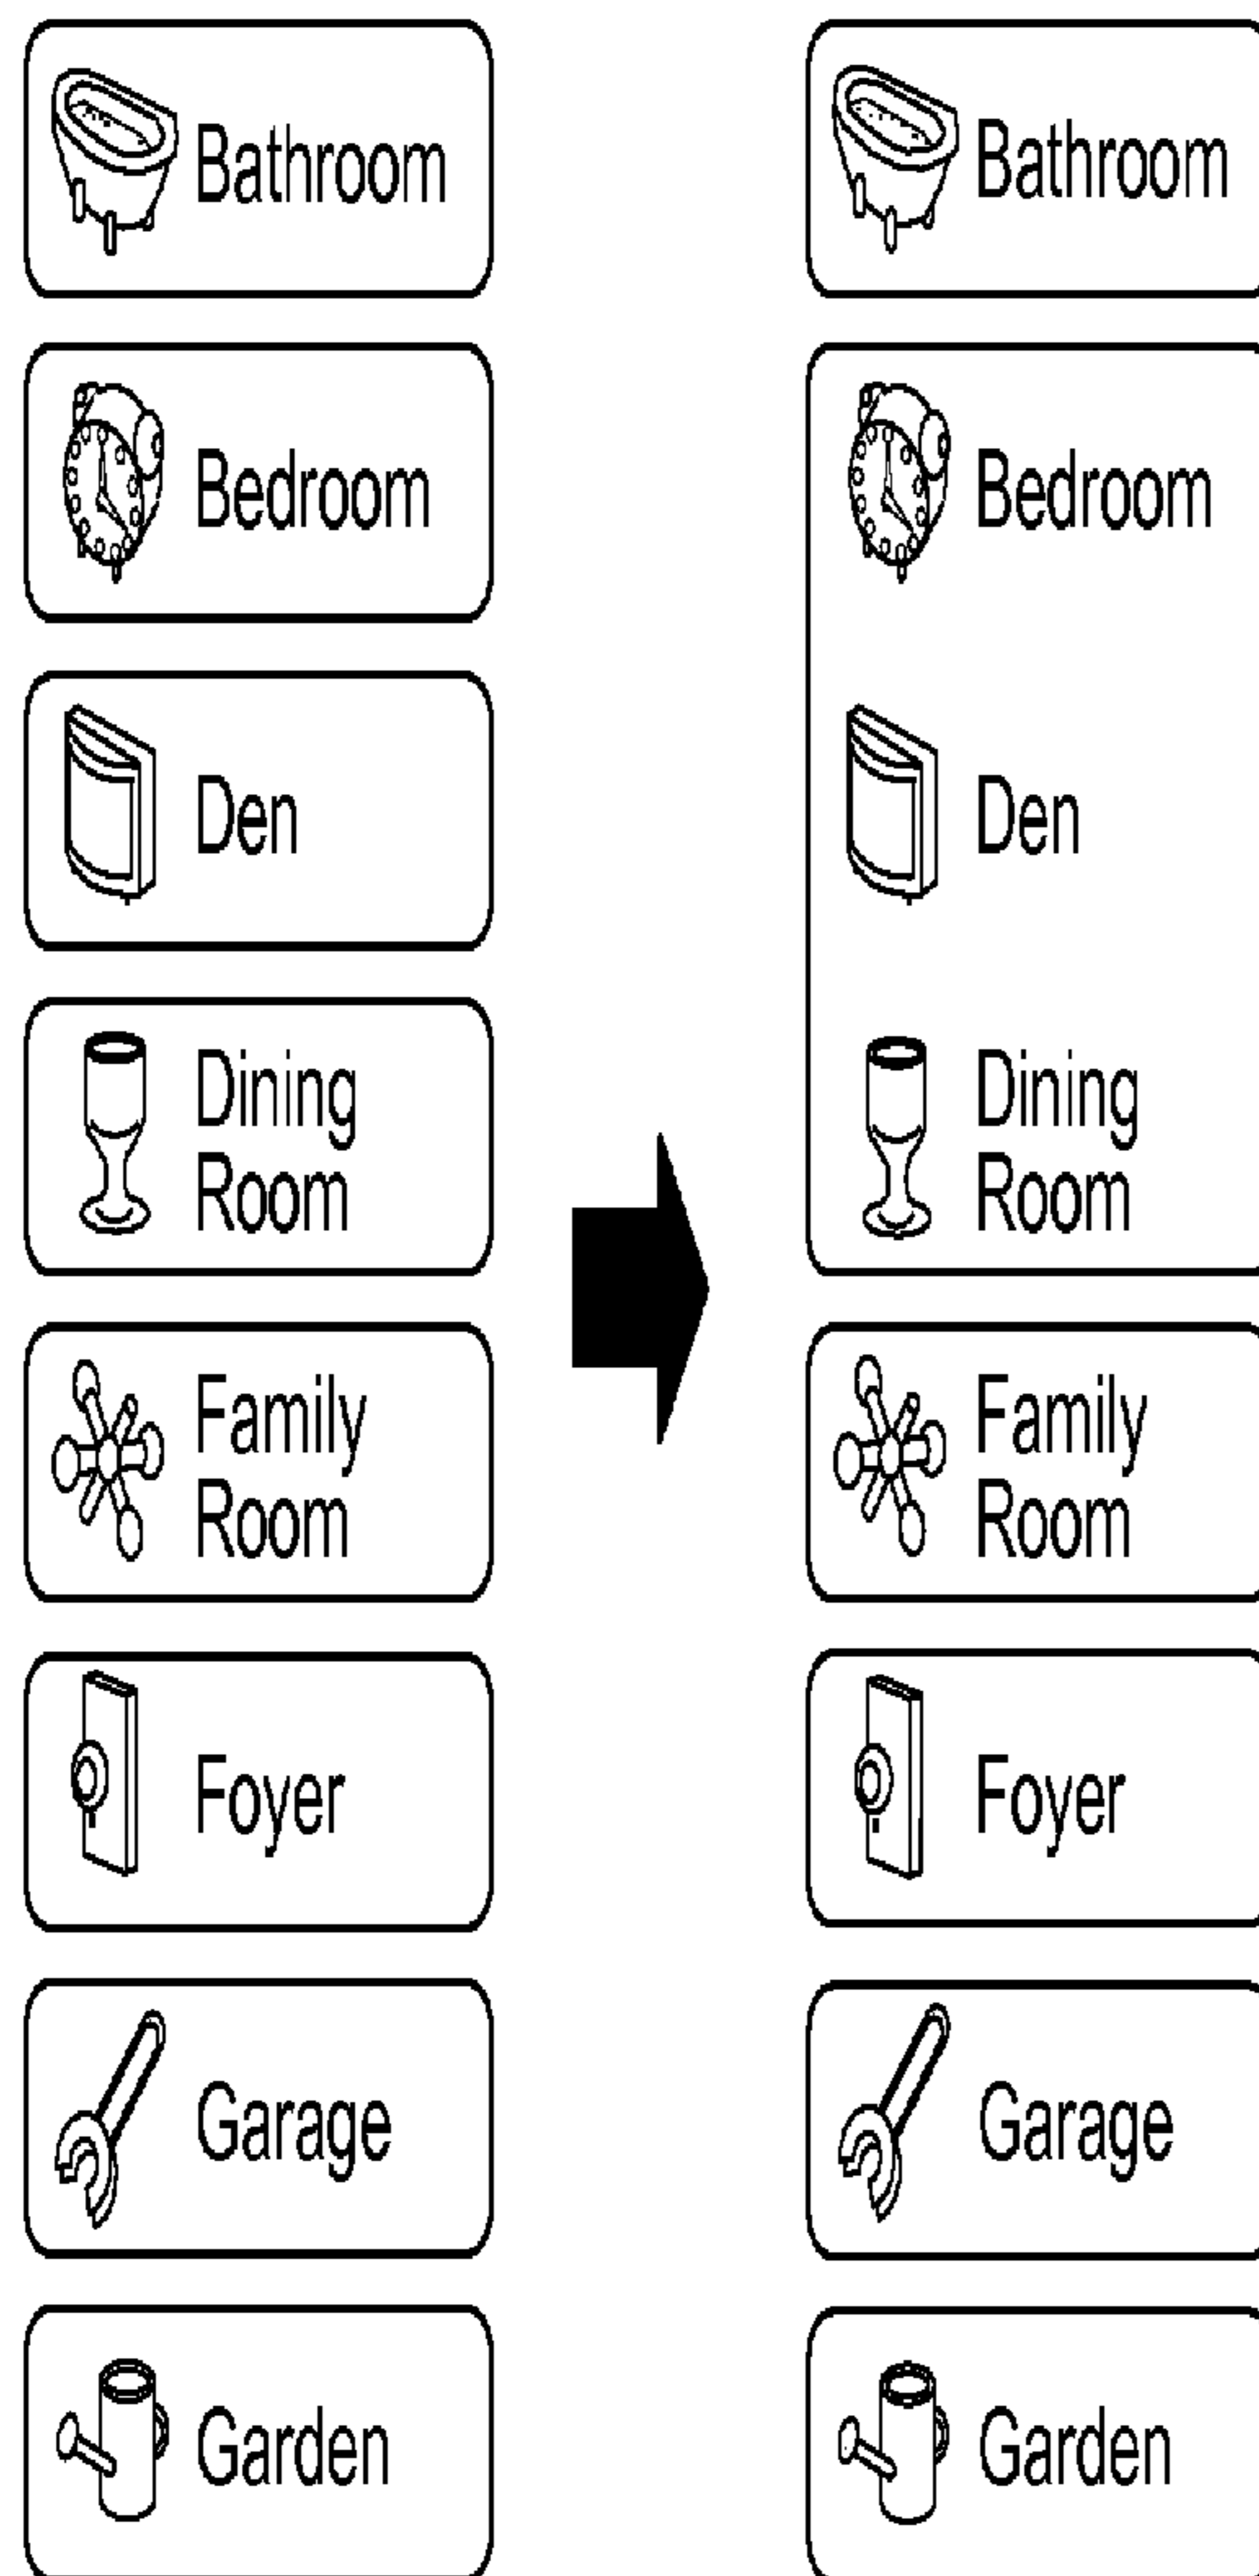 Bathroom
Bedroom
Den
Dining
Room
Family
Room
Foyer
Garage
Garden
Bathroom
Bedroom
Den
Dining
Room
Family
Room
Foyer
Garage
Garden